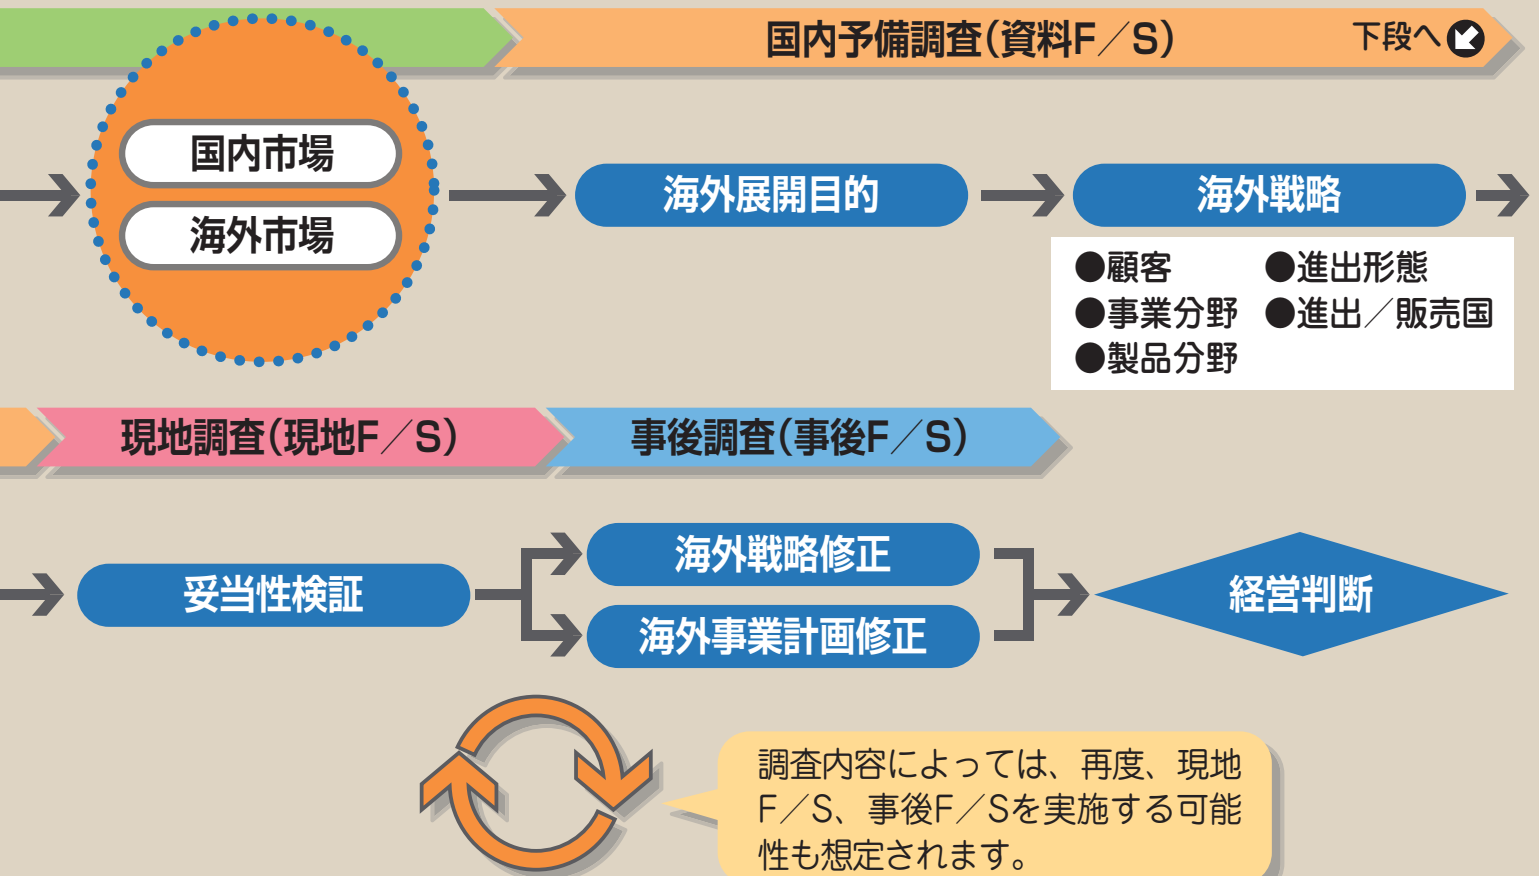 国内予備調査(資料F／S)
下段へ
国内市場
海外市場
海外展開目的
海外戦略
●顧客
●事業分野
●製品分野
●進出形態
●進出／販売国
現地調査(現地F／S)
事後調査(事後F／S)
妥当性検証
海外戦略修正
海外事業計画修正
経営判断
調査内容によっては、再度、現地
F／S、事後F／Sを実施する可能
性も想定されます。